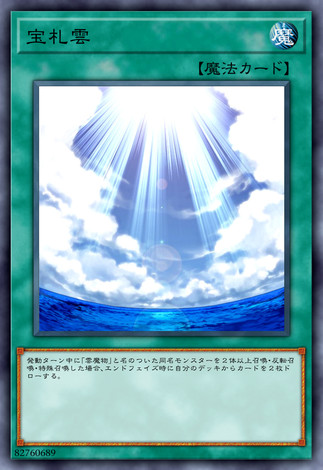 宝札雲
魔
【魔法カード】
発動ターン中に「雲魔物」と名のついた同名モンスターを２体以上召喚・反転召
喚・特殊召喚した場合、エンドフェイズ時に自分のデッキからカードを２枚ド
ローする。
82760689